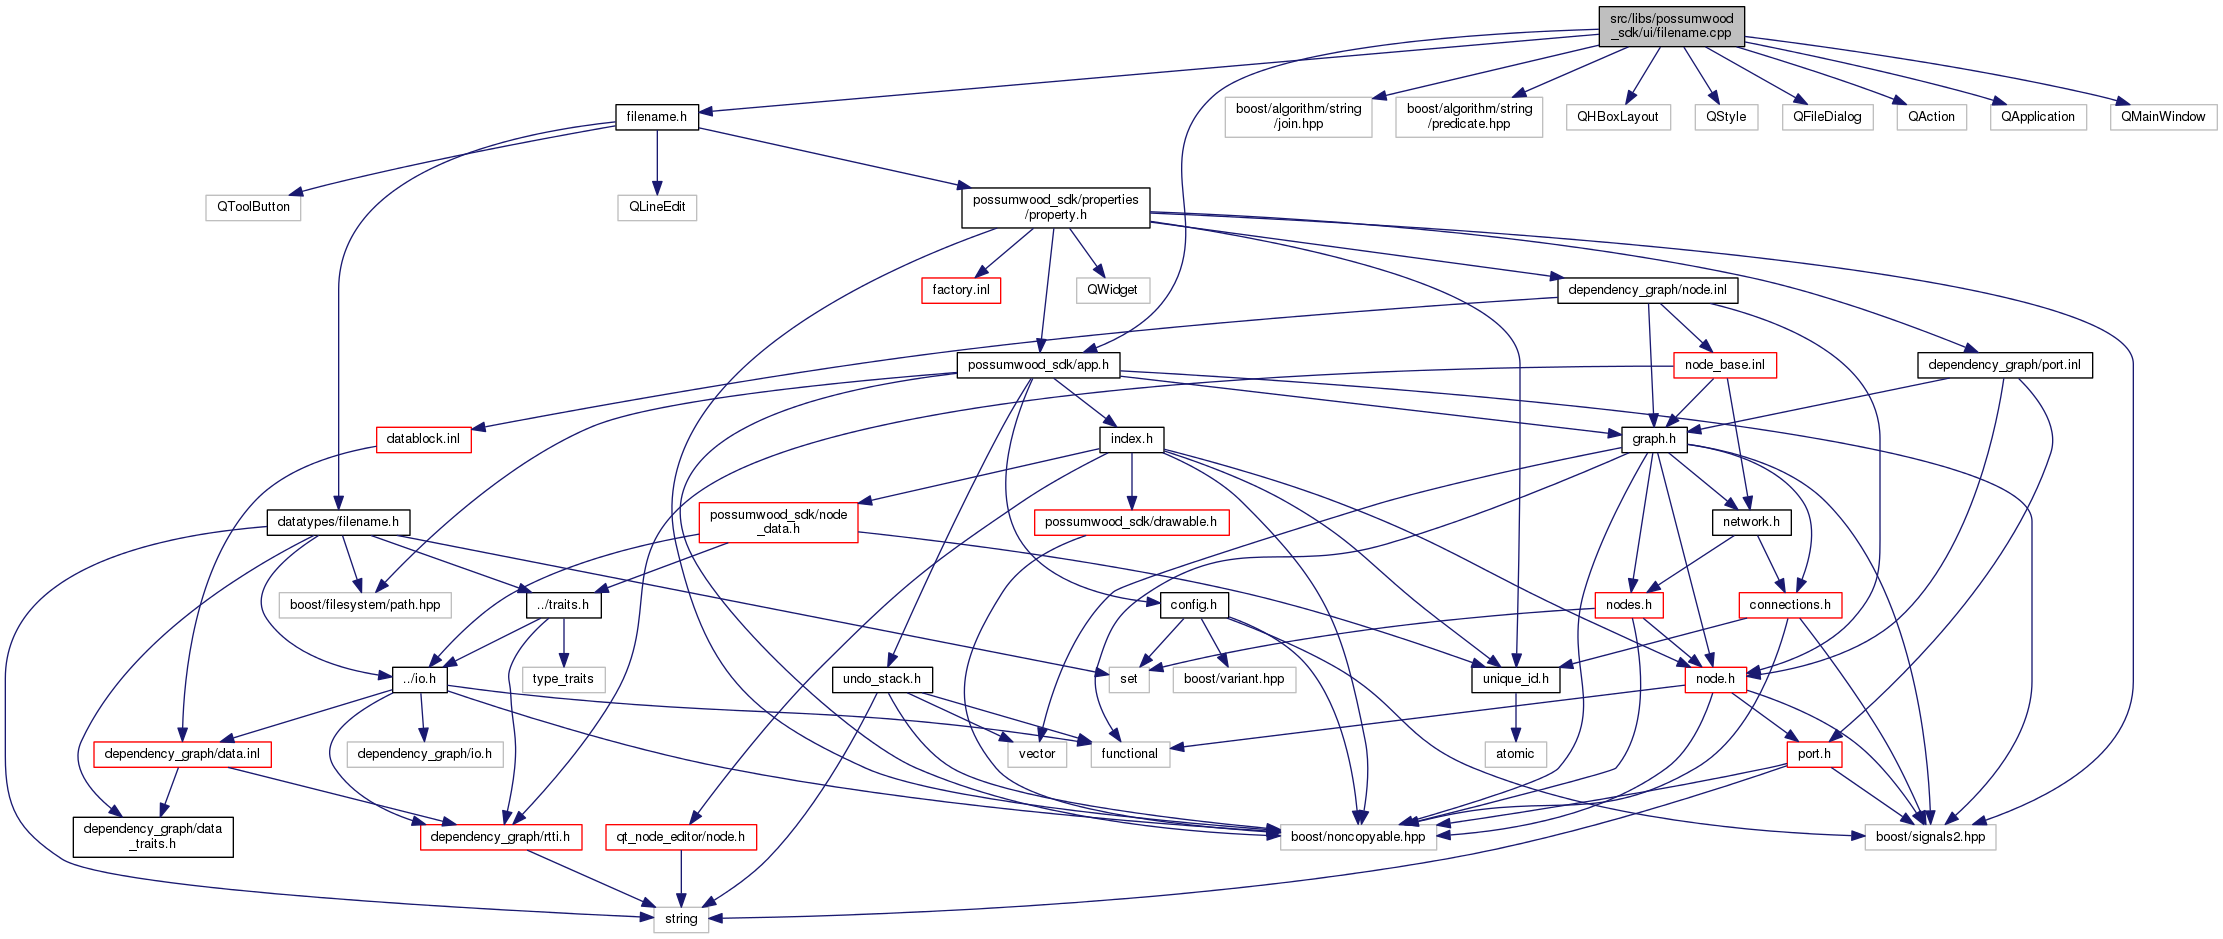 src/libs/possumwood
_sdk/ui/filename.cpp
filename.h
boost/algorithm/string
/join.hpp
boost/algorithm/string
/predicate.hpp
QHBoxLayout
QStyle
QFileDialog
QAction
QApplication
QMainWindow
QToolButton
QLineEdit
possumwood_sdk/properties
/property.h
factory.inl
QWidget
dependency_graph/node.inl
possumwood_sdk/app.h
node_base.inl
dependency_graph/port.inl
datablock.inl
index.h
graph.h
datatypes/filename.h
possumwood_sdk/node
_data.h
possumwood_sdk/drawable.h
network.h
boost/filesystem/path.hpp
../traits.h
config.h
nodes.h
connections.h
../io.h
type_traits
undo_stack.h
set
boost/variant.hpp
unique_id.h
node.h
dependency_graph/data.inl
dependency_graph/io.h
vector
functional
atomic
port.h
dependency_graph/data
_traits.h
dependency_graph/rtti.h
qt_node_editor/node.h
boost/noncopyable.hpp
boost/signals2.hpp
string